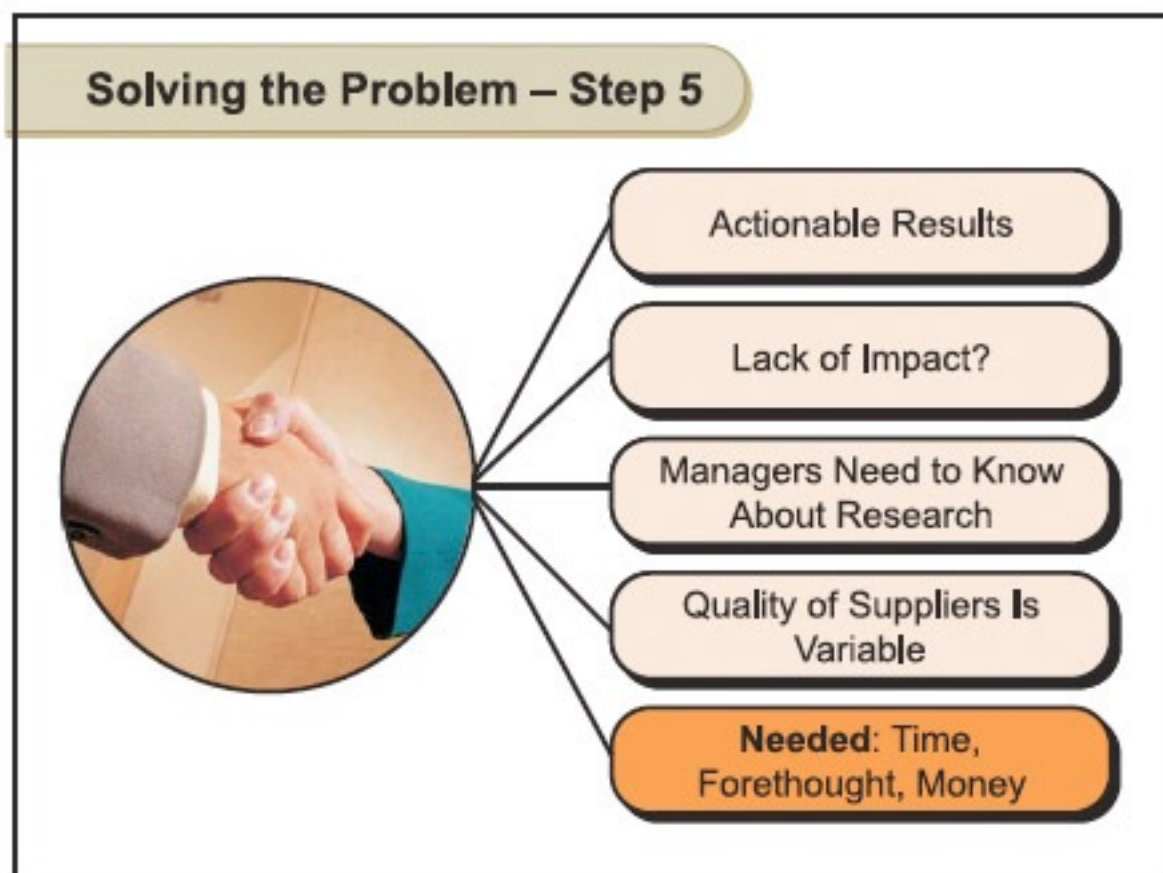 Solving the Problem – Step 5
Actionable Results
Lack of Impact?
Managers Need to Know
About Research
Quality of Suppliers Is
Variable
Needed: Time,
Forethought, Money